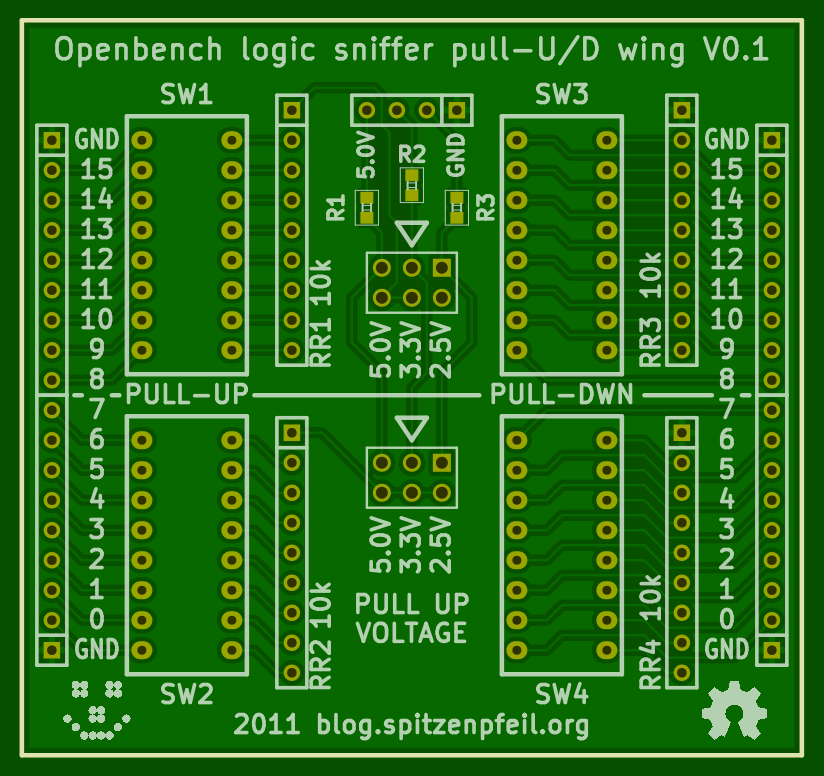 Openbench logic sniffer pull-U/D wing V0.1
SW1
SW3
5.0V
GND
R2
R1
R3
GND
15
14
13
12
11
10
9
8
7
6
5
4
3
2
1
0
GND
RR1 10k
5.0V
3.3V
2.5V
RR3 10k
GND
15
14
13
12
11
10
9
8
7
6
5
4
3
2
1
0
GND
PULL-UP
PULL-DWN
RR2 10k
5.0V
3.3V
2.5V
PULL UP
VOLTAGE
RR4 10k
SW2
SW4
2011 blog.spitzenpfeil.org